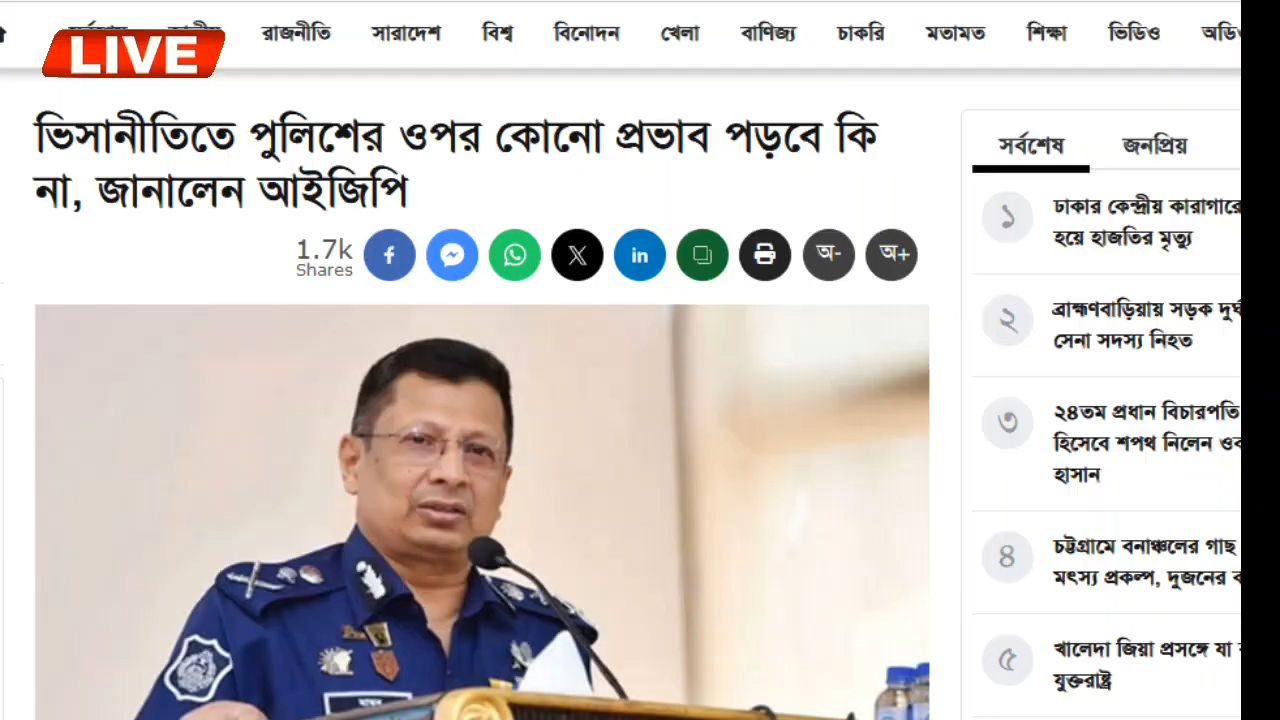 LIVE
রাজনীতি সারাদেশ বিশ্ব বিনোদন খেলা বাণিজ্য চাকরি মতামত শিক্ষা ভিডিও
ভিসানীতিতে পুলিশের ওপর কোনো প্রভাব পড়বে কি
না, জানালেন আইজিপি
1.7k
Shares
অ- অ+
সর্বশেষ জনপ্রিয়
১ ঢাকার কেন্দ্রীয় কারাগারে
হয়ে হাজতির মৃত্যু
২ ব্রাহ্মণবাড়িয়ায় সড়ক
সেনা সদস্য নিহত
৩ ২৪তম প্রধান বিচারপতি
হিসেবে শপথ নিলেন
হাসান
৪ চট্টগ্রামে বনাঞ্চলের গাছ
মৎস্য প্রকল্প, দুজনের
৫ খালেদা জিয়া প্রসঙ্গে যা
যুক্তরাষ্ট্র